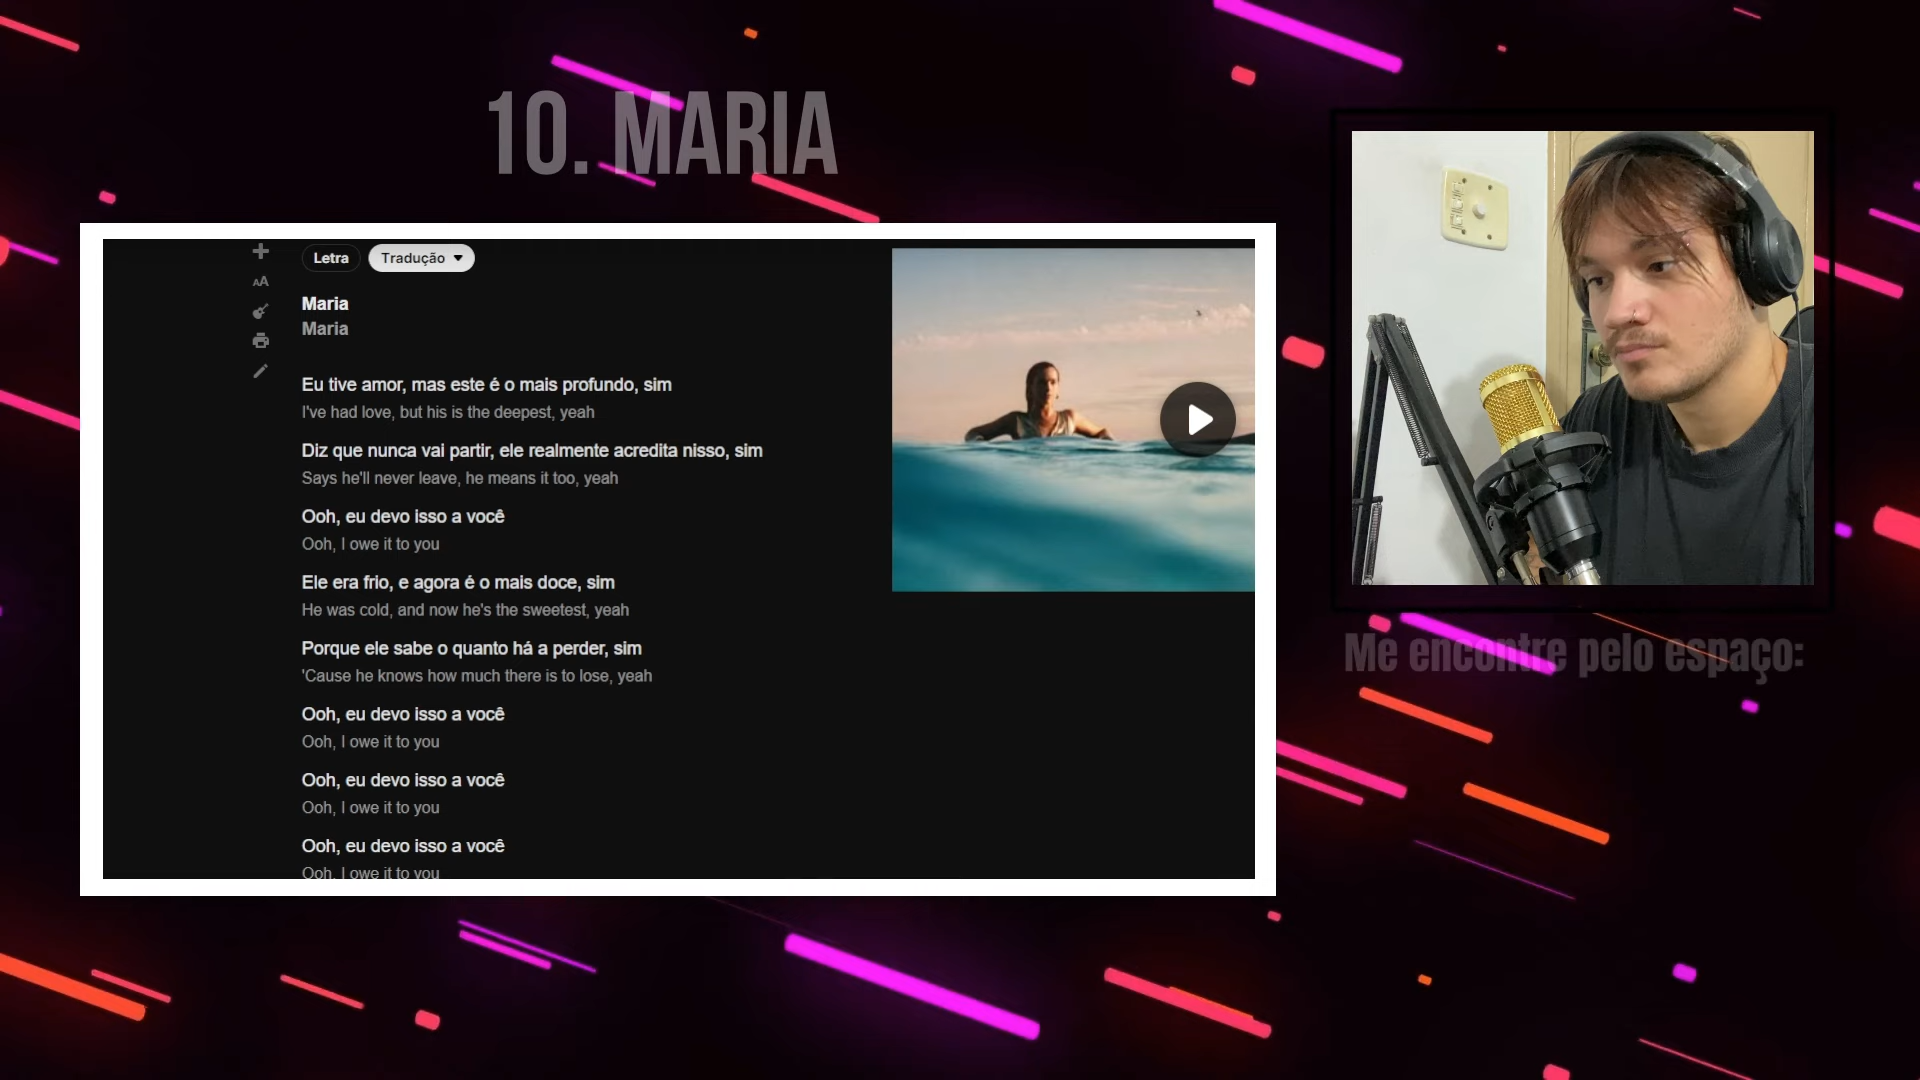 10. MARIA
Letra
Tradução
AA
Maria
Maria
Eu tive amor, mas este é o mais profundo, sim
I've had love, but his is the deepest, yeah
Diz que nunca vai partir, ele realmente acredita nisso, sim
Says he'll never leave, he means it too, yeah
Ooh, eu devo isso a você
Ooh, I owe it to you
Ele era frio, e agora é o mais doce, sim
He was cold, and now he's the sweetest, yeah
Porque ele sabe o quanto há a perder, sim
'Cause he knows how much there is to lose, yeah
Ooh, eu devo isso a você
Ooh, I owe it to you
Ooh, eu devo isso a você
Ooh, I owe it to you
Ooh, eu devo isso a você
Ooh, I owe it to you
Me encontre pelo espaço: